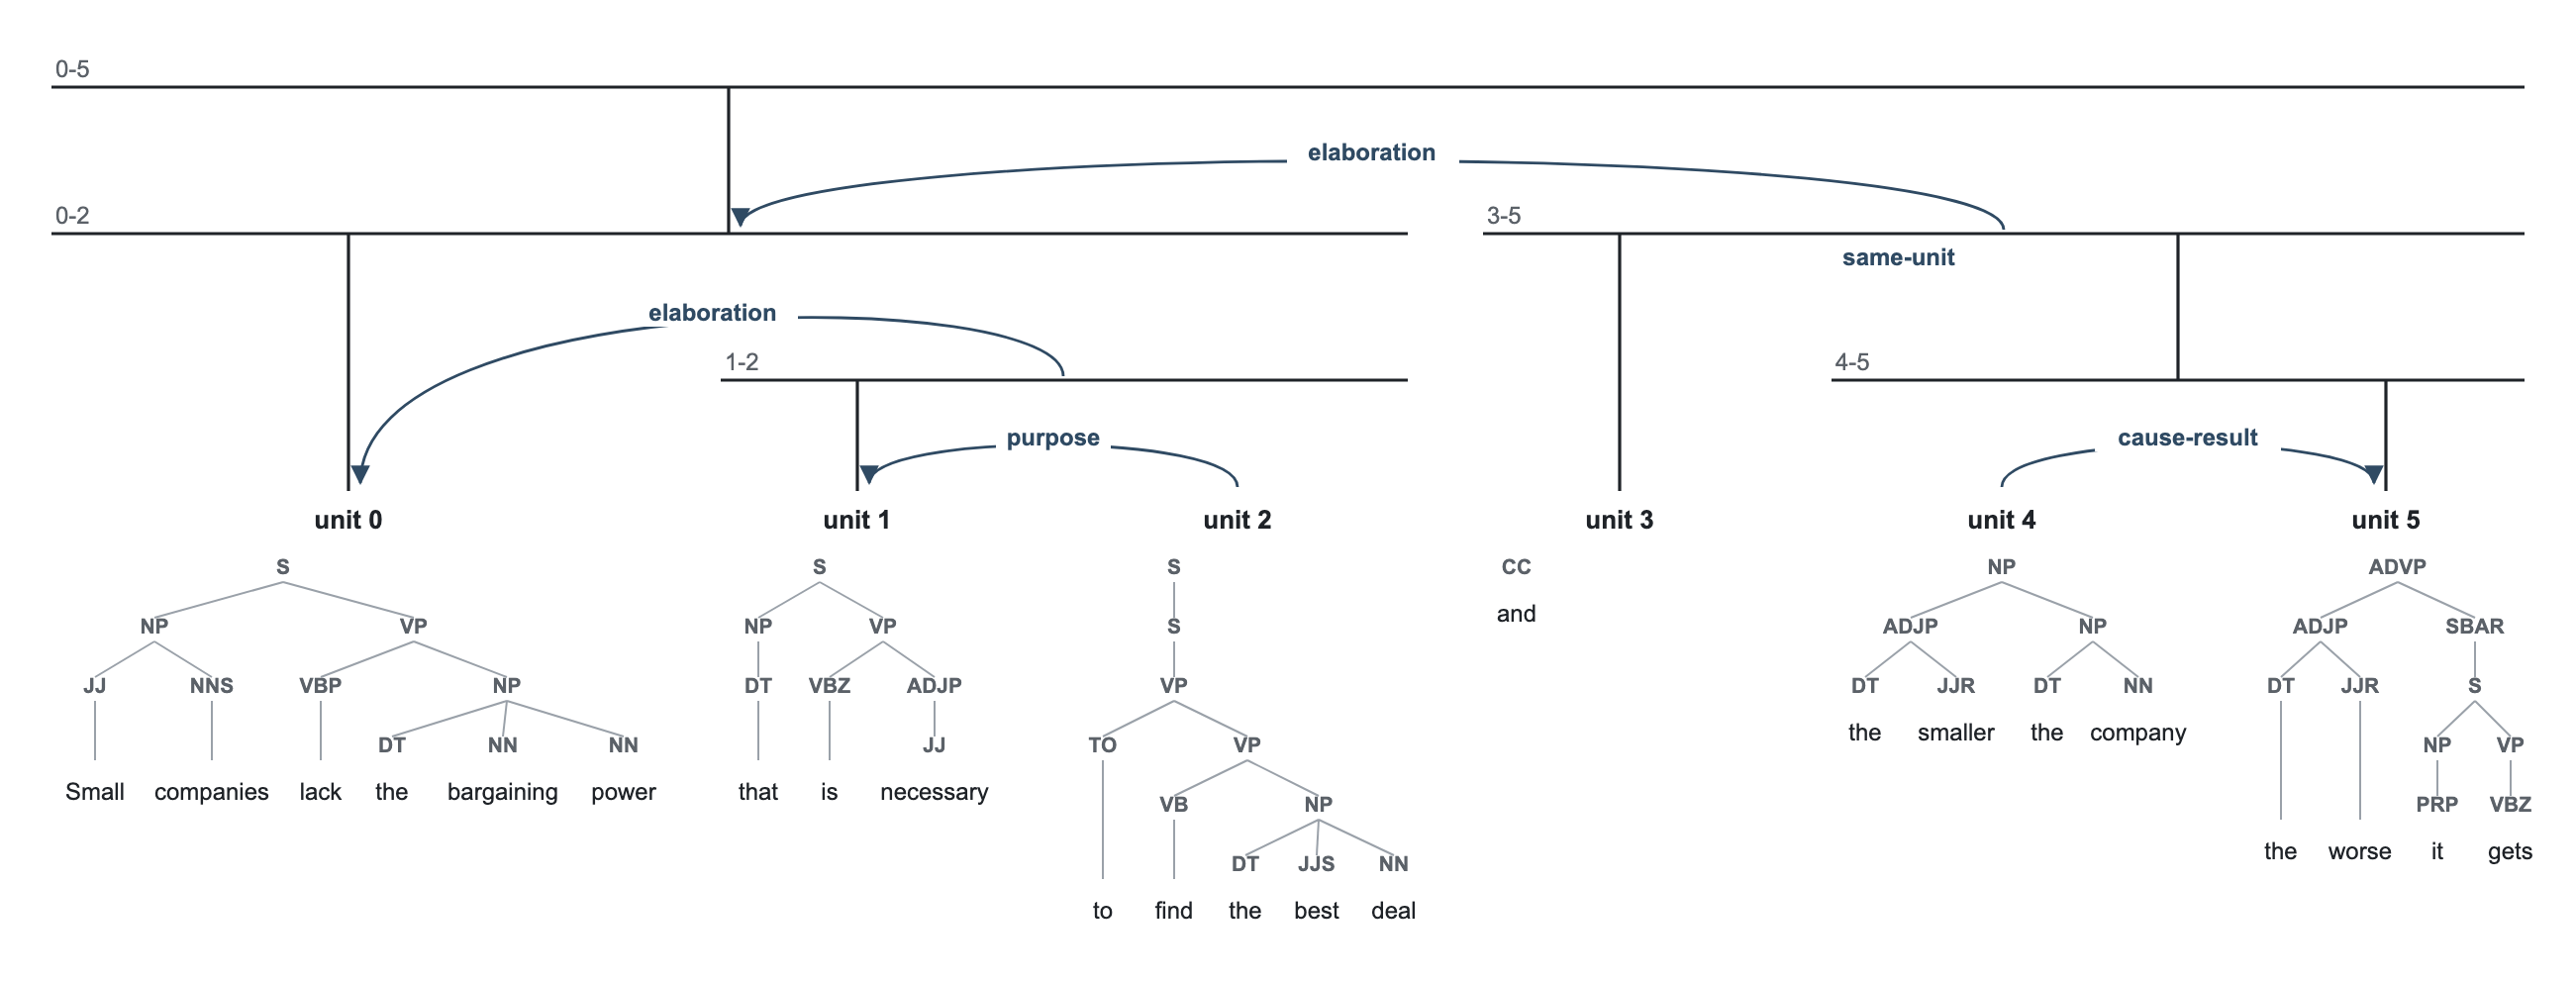 0-5
elaboration
0-2
3-5
same-unit
elaboration
1-2
4-5
purpose
cause-result
unit 0 unit 1 unit 2 unit 3 unit 4 unit 5
S S S CC NP ADVP
and
NP VP NP VP S ADJP NP ADJP SBAR
JJ NNS VBP NP DT VBZ ADJP VP DT JJR DT NN DT JJR S
the smaller the company
DT NN NN JJ TO VP NP VP
Small companies lack the bargaining power that is necessary
VB NP PRP VBZ
the worse it gets
DT JJS NN
to find the best deal